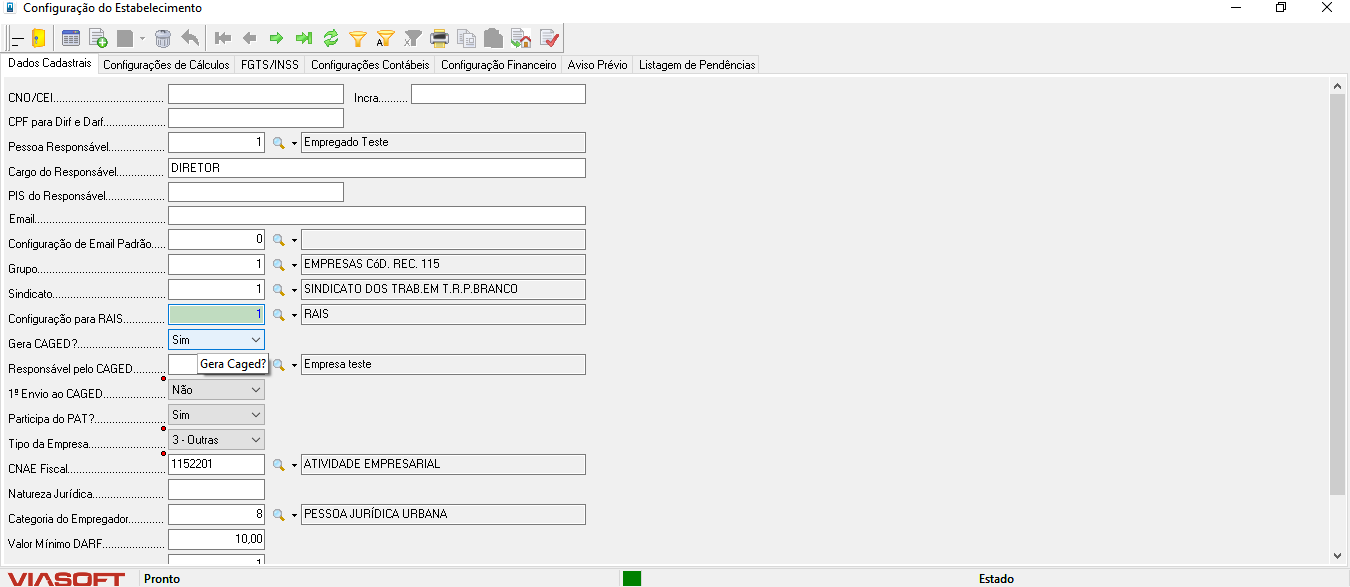 Configuração do Estabelecimento
Dados Cadastrais Configurações de Cálculos FGTS/INSS Configurações Contábeis Configuração Financeiro Aviso Prévio Listagem de Pendências
CNO/CEI.................................... Incra..........
CPF para Dirf e Darf....................
Pessoa Responsável.................. 1 Empregado Teste
Cargo do Responsável............... DIRETOR
PIS do Responsável...................
Email...........................................
Configuração de Email Padrão..... 0
Grupo.......................................... 1 EMPRESAS CóD. REC. 115
Sindicato..................................... 1 SINDICATO DOS TRAB.EM T.R.P.BRANCO
Configuração para RAIS............. 1 RAIS
Gera CAGED?............................ Sim
Responsável pelo CAGED.......... Gera Caged? Empresa teste
1º Envio ao CAGED.................... Não
Participa do PAT?....................... Sim
Tipo da Empresa......................... 3 - Outras
CNAE Fiscal................................ 1152201 ATIVIDADE EMPRESARIAL
Natureza Jurídica........................
Categoria do Empregador............ 8 PESSOA JURÍDICA URBANA
Valor Mínimo DARF.................... 10,00
1
VIASOFT Pronto Estado